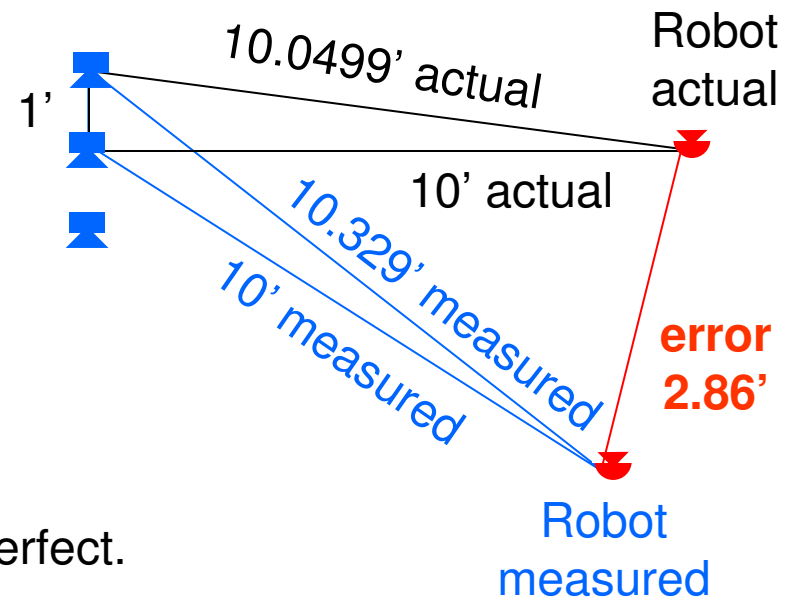 Robot
actual
10.0499’ actual
1’
10’ actual
10.329’ measured
10’ measured
error
2.86’
Robot
measured
erfect.